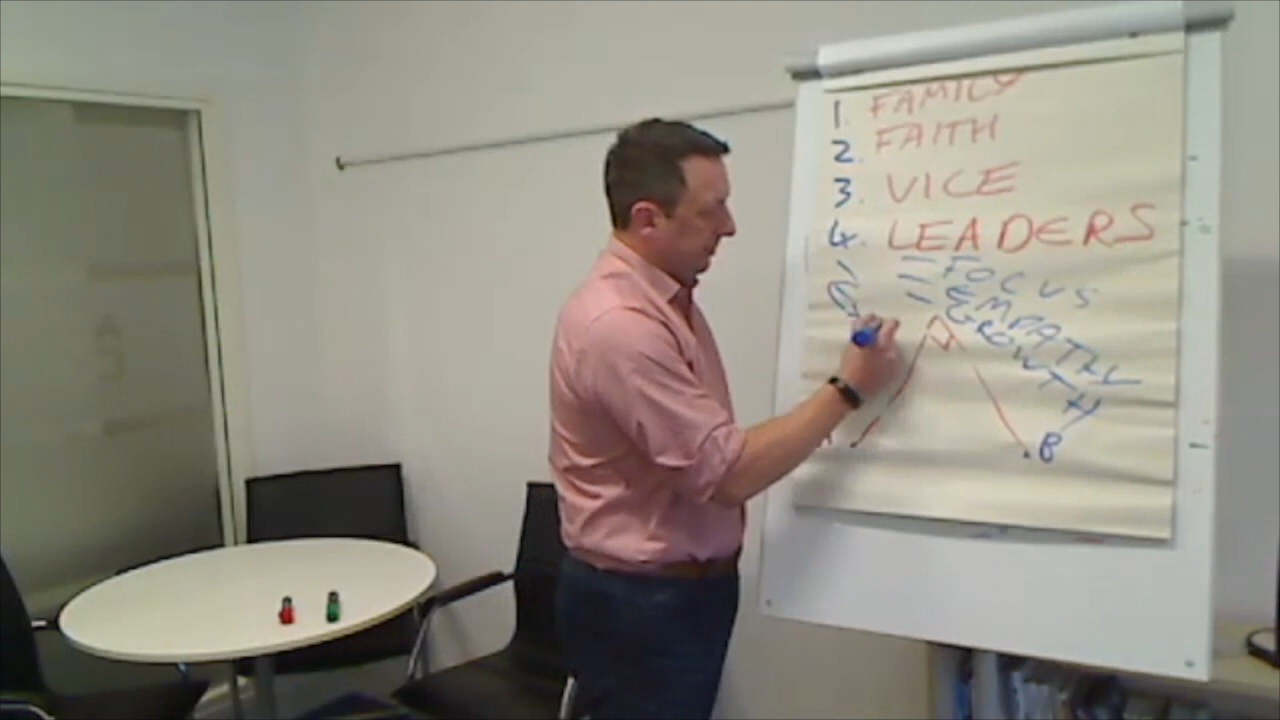 1. FAMILY
2. FAITH
3. VICE
4. LEADERS
- FOCUS
- EMPATHY
- GROWTH
B